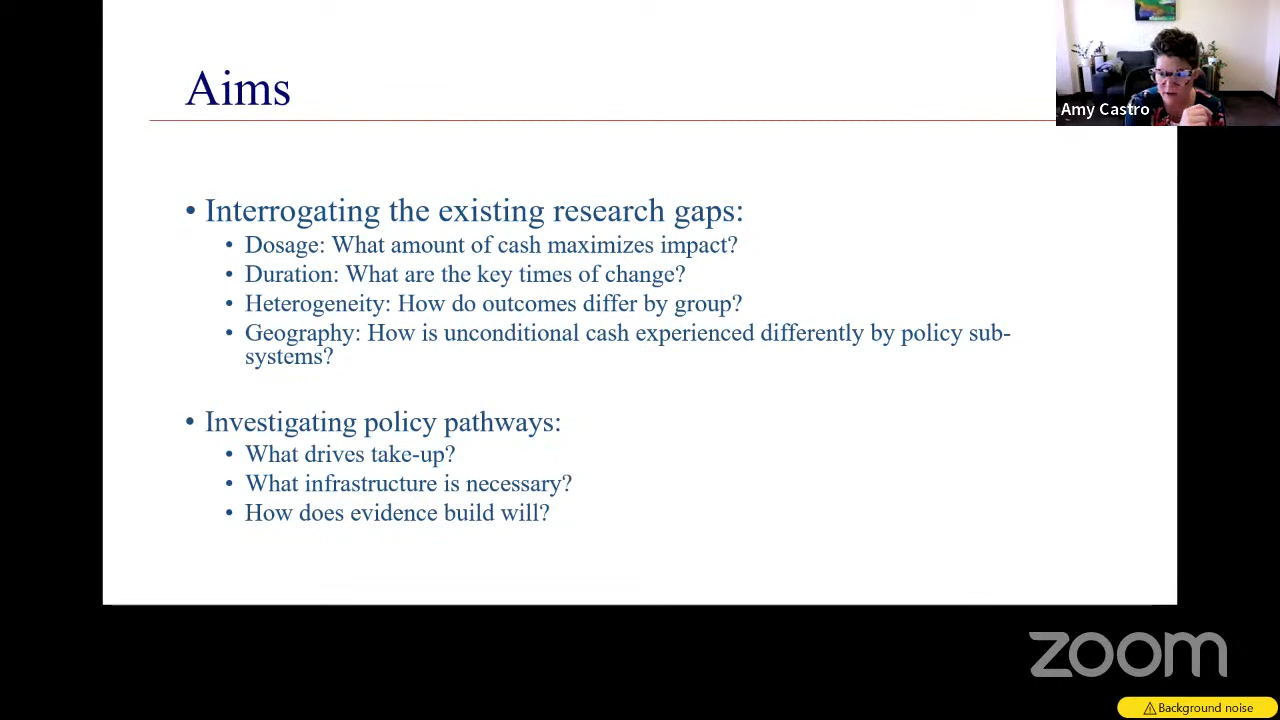 Aims
Amy Castro
• Interrogating the existing research gaps:
• Dosage: What amount of cash maximizes impact?
• Duration: What are the key times of change?
• Heterogeneity: How do outcomes differ by group?
• Geography: How is unconditional cash experienced differently by policy sub-
systems?
• Investigating policy pathways:
• What drives take-up?
• What infrastructure is necessary?
• How does evidence build will?
zoom
Background noise